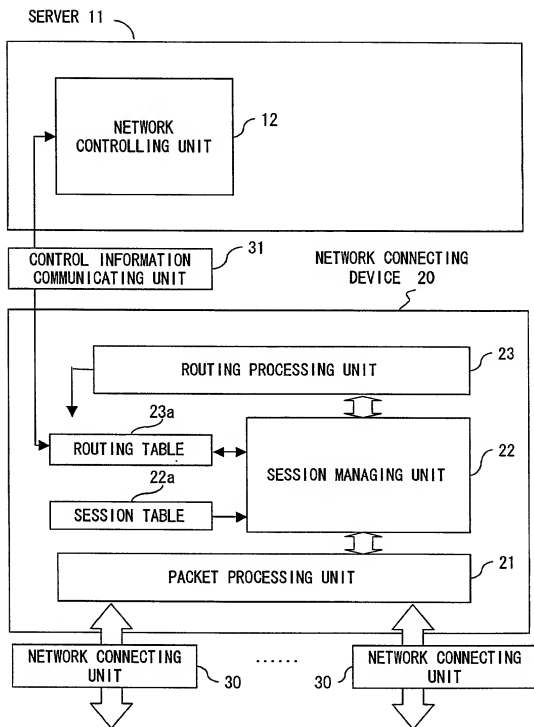 SERVER 11
NETWORK
CONTROLLING UNIT
12
CONTROL INFORMATION
COMMUNICATING UNIT
31
NETWORK CONNECTING
DEVICE 20
ROUTING PROCESSING UNIT
23
23a
ROUTING TABLE
22a
SESSION TABLE
SESSION MANAGING UNIT
22
PACKET PROCESSING UNIT
21
NETWORK CONNECTING
UNIT
30
......
NETWORK CONNECTING
UNIT
30